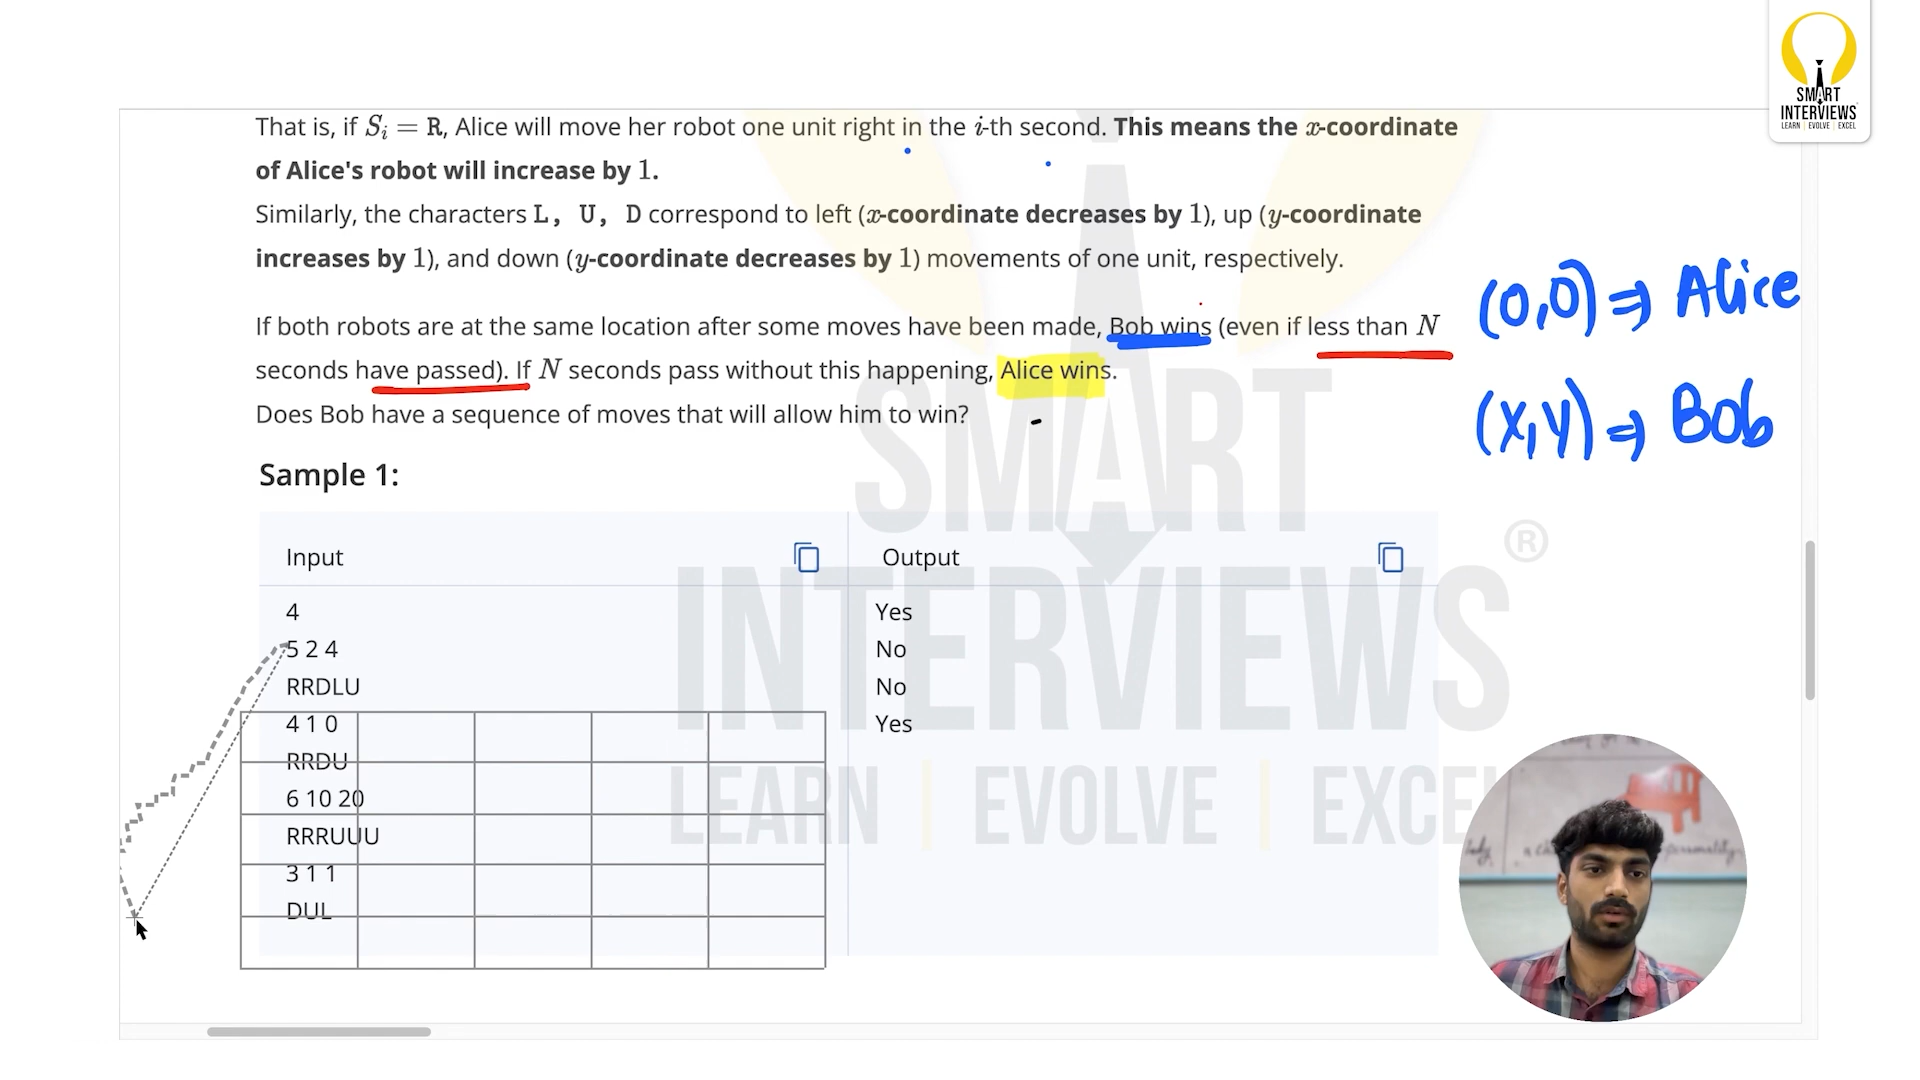 SMART
INTERVIEWS
LEARN | EVOLVE | EXCEL
That is, if Si = R, Alice will move her robot one unit right in the i-th second. This means the x-coordinate
of Alice's robot will increase by 1.
Similarly, the characters L, U, D correspond to left (x-coordinate decreases by 1), up (y-coordinate
increases by 1), and down (y-coordinate decreases by 1) movements of one unit, respectively.
(0,0) ⇒ Alice
If both robots are at the same location after some moves have been made, Bob wins (even if less than N
seconds have passed). If N seconds pass without this happening, Alice wins.
(X,Y) ⇒ Bob
Does Bob have a sequence of moves that will allow him to win?
Sample 1:
Input
Output
4
5 2 4
RRDLU
4 1 0
RRDU
6 10 20
RRRUUU
3 1 1
DUL
Yes
No
No
Yes
SMART
INTERVIEWS®
LEARN | EVOLVE | EXCE